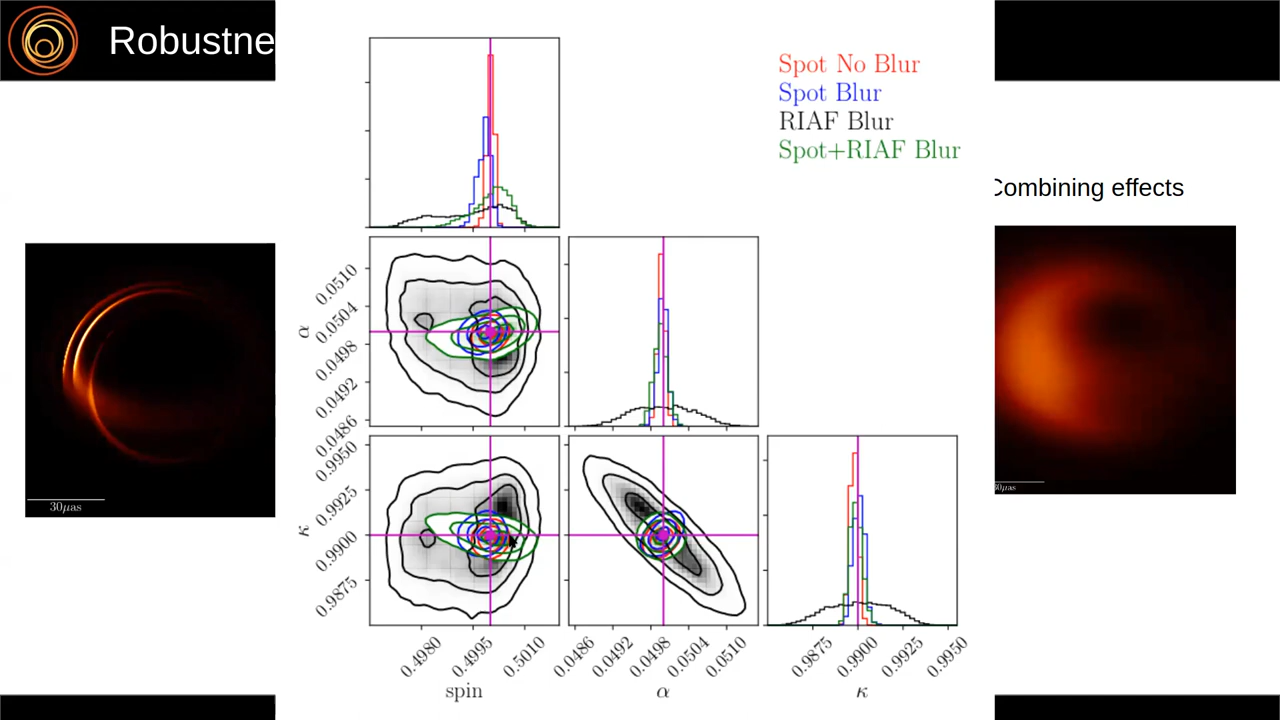 Robustne
Spot No Blur
Spot Blur
RIAF Blur
Spot+RIAF Blur
Combining effects
α
0.0510
0.0504
0.0498
0.0492
0.0486
κ
0.9950
0.9925
0.9900
0.9875
30μas
30μas
0.4980
0.4995
0.5010
0.0486
0.0492
0.0498
0.0504
0.0510
0.9875
0.9900
0.9925
0.9950
spin
α
κ